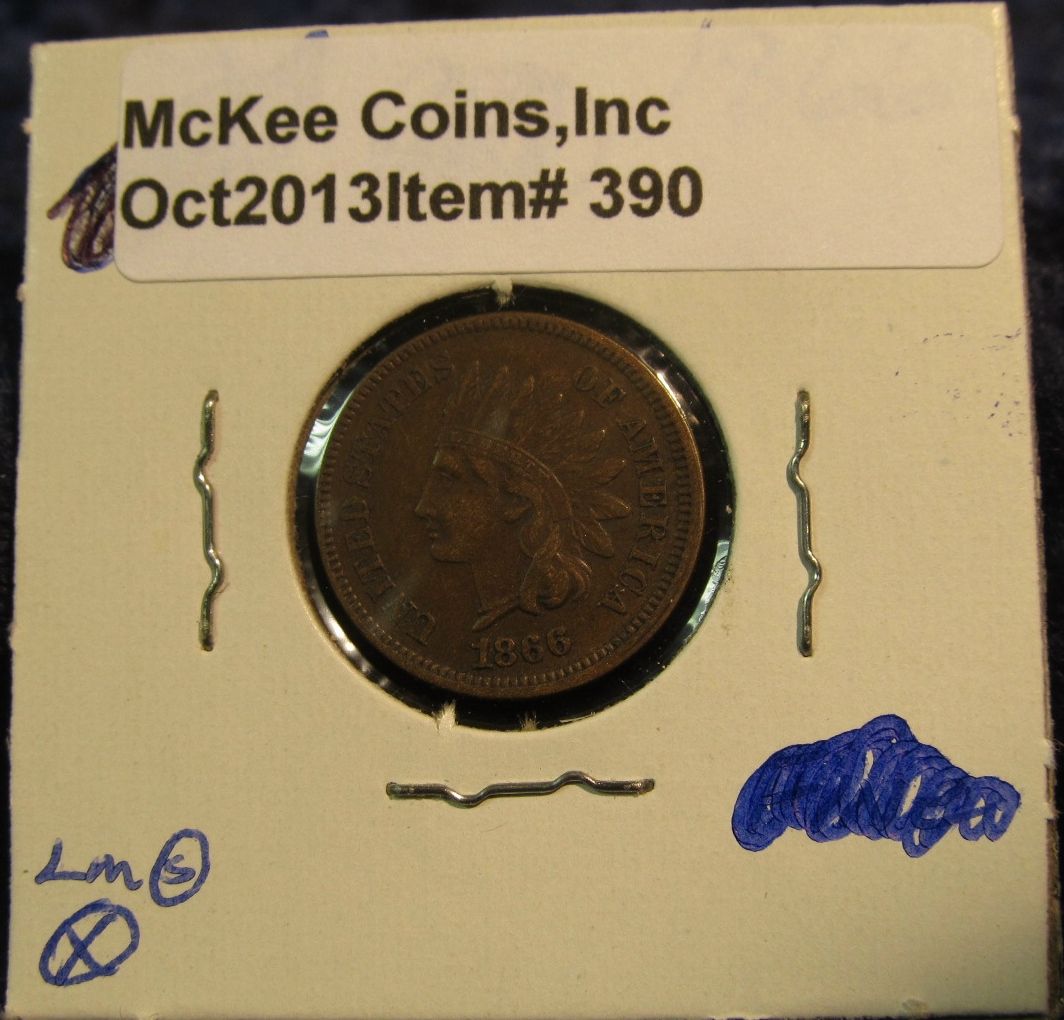 McKee Coins,Inc
Oct2013Item# 390
UNITED STATES OF AMERICA
1866
Lm S
X